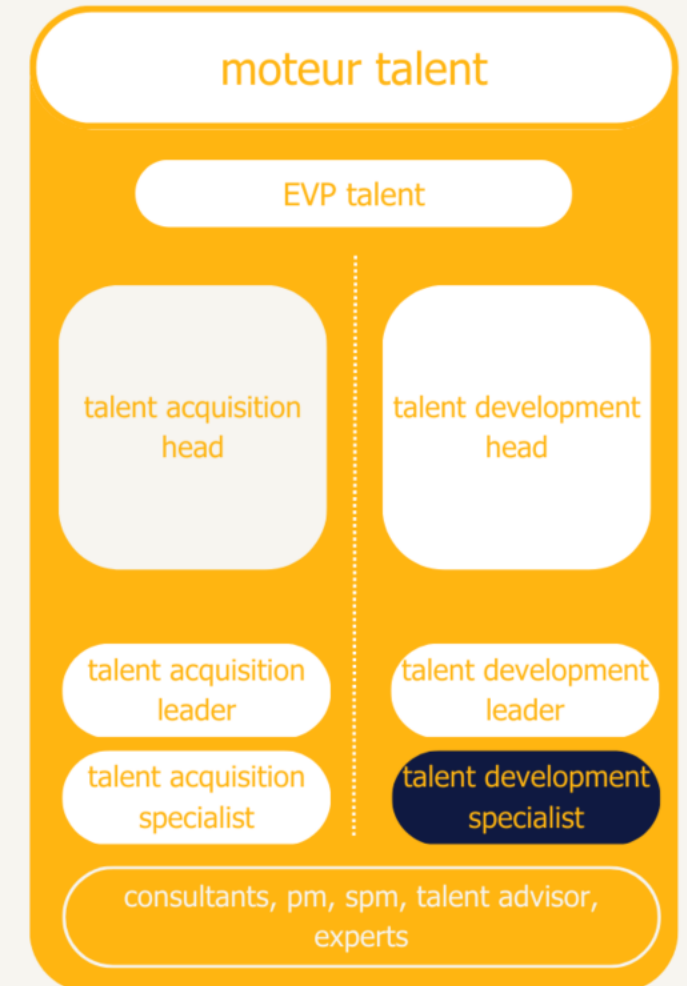 moteur talent
EVP talent
talent acquisition
head
talent development
head
talent acquisition
leader
talent development
leader
talent acquisition
specialist
talent development
specialist
consultants, pm, spm, talent advisor,
experts